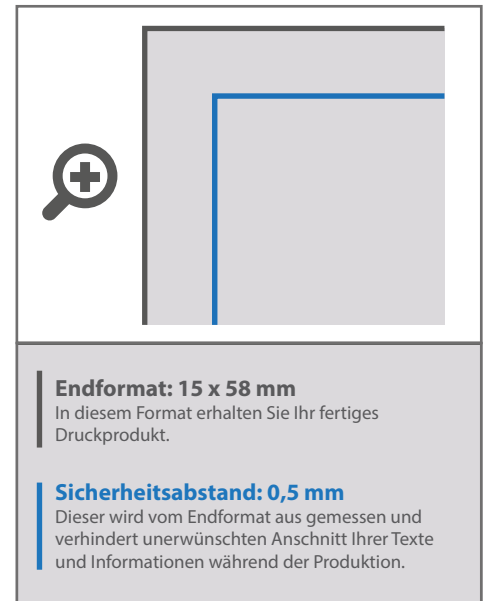 Endformat: 15 x 58 mm
In diesem Format erhalten Sie Ihr fertiges
Druckprodukt.
Sicherheitsabstand: 0,5 mm
Dieser wird vom Endformat aus gemessen und
verhindert unerwünschten Anschnitt Ihrer Texte
und Informationen während der Produktion.